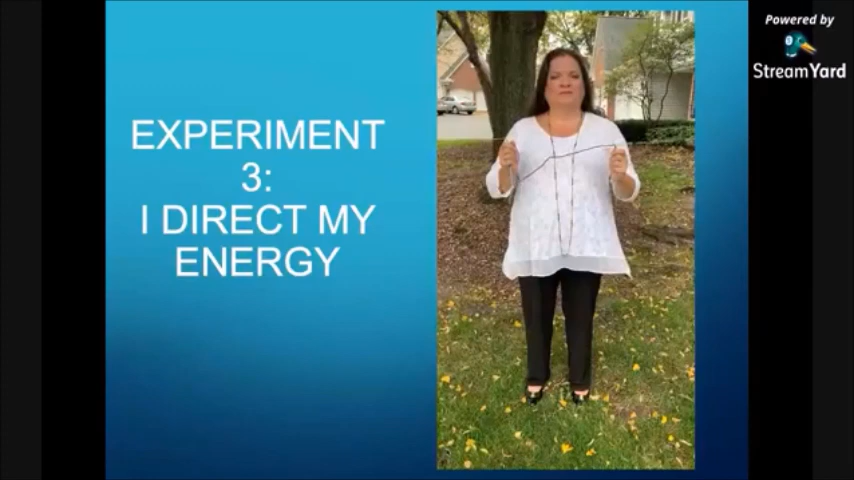 EXPERIMENT
3:
I DIRECT MY
ENERGY
Powered by
StreamYard